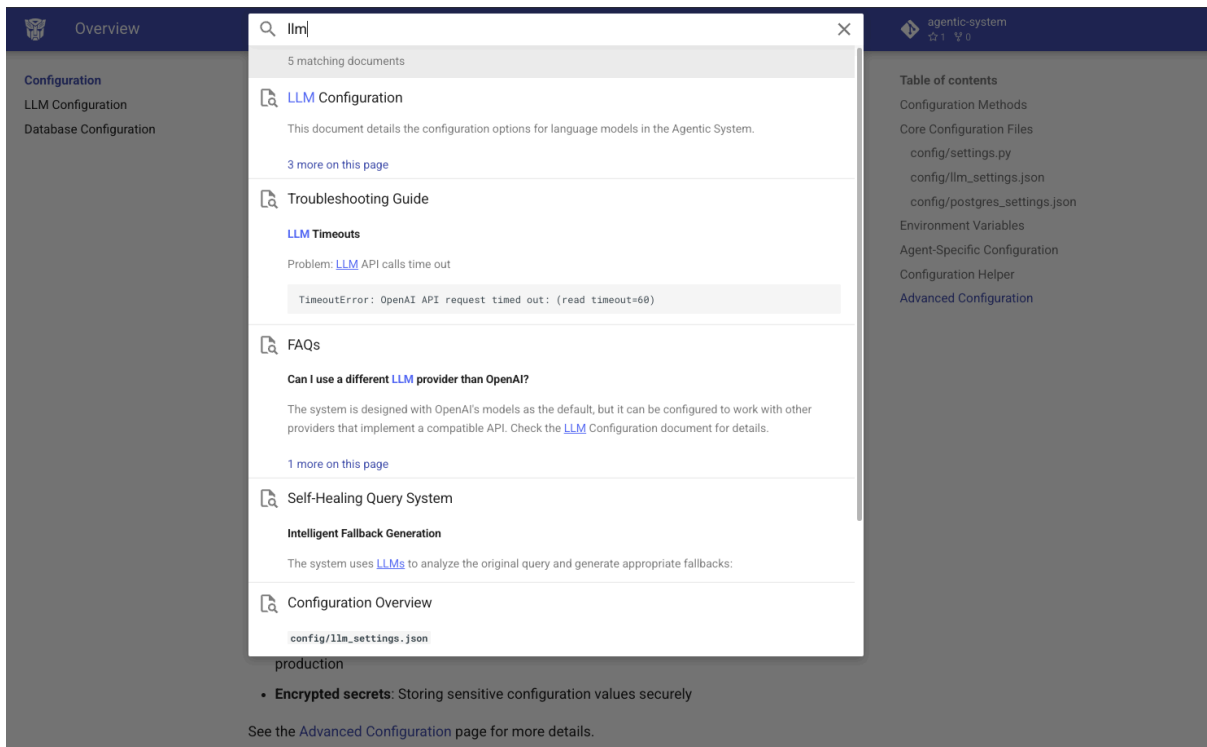 Overview
llm
agentic-system
1 0
5 matching documents
Configuration
LLM Configuration
Database Configuration
LLM Configuration
This document details the configuration options for language models in the Agentic System.
3 more on this page
Troubleshooting Guide
LLM Timeouts
Problem: LLM API calls time out
TimeoutError: OpenAI API request timed out: (read timeout=60)
FAQs
Can I use a different LLM provider than OpenAI?
The system is designed with OpenAI's models as the default, but it can be configured to work with other
providers that implement a compatible API. Check the LLM Configuration document for details.
1 more on this page
Self-Healing Query System
Intelligent Fallback Generation
The system uses LLMs to analyze the original query and generate appropriate fallbacks:
Configuration Overview
config/llm_settings.json
production
• Encrypted secrets: Storing sensitive configuration values securely
See the Advanced Configuration page for more details.
Table of contents
Configuration Methods
Core Configuration Files
config/settings.py
config/llm_settings.json
config/postgres_settings.json
Environment Variables
Agent-Specific Configuration
Configuration Helper
Advanced Configuration